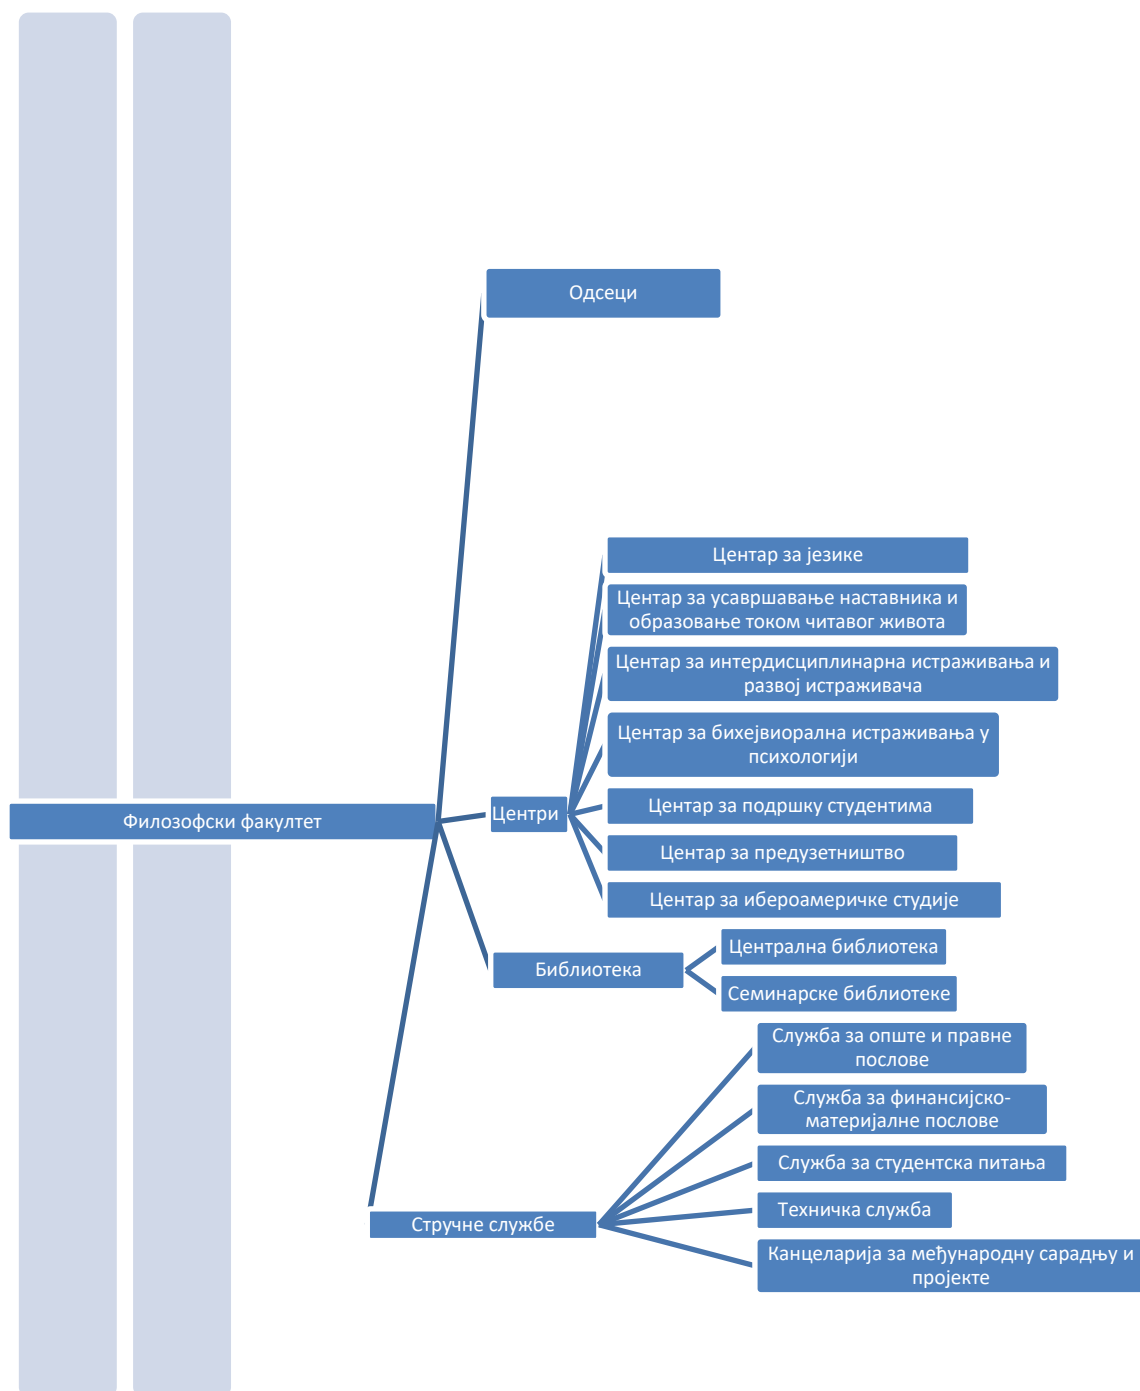 Одсеци
Центар за језике
Центар за усавршавање наставника и
образовање током читавог живота
Центар за интердисциплинарна истраживања и
развој истраживача
Центар за бихејвиорална истраживања у
психологији
Центри
Центар за подршку студентима
Филозофски факултет
Центар за предузетништво
Центар за ибероамеричке студије
Библиотека
Централна библиотека
Семинарске библиотеке
Служба за опште и правне
послове
Служба за финансијско-
материјалне послове
Служба за студентска питања
Стручне службе
Техничка служба
Канцеларија за међународну сарадњу и
пројекте